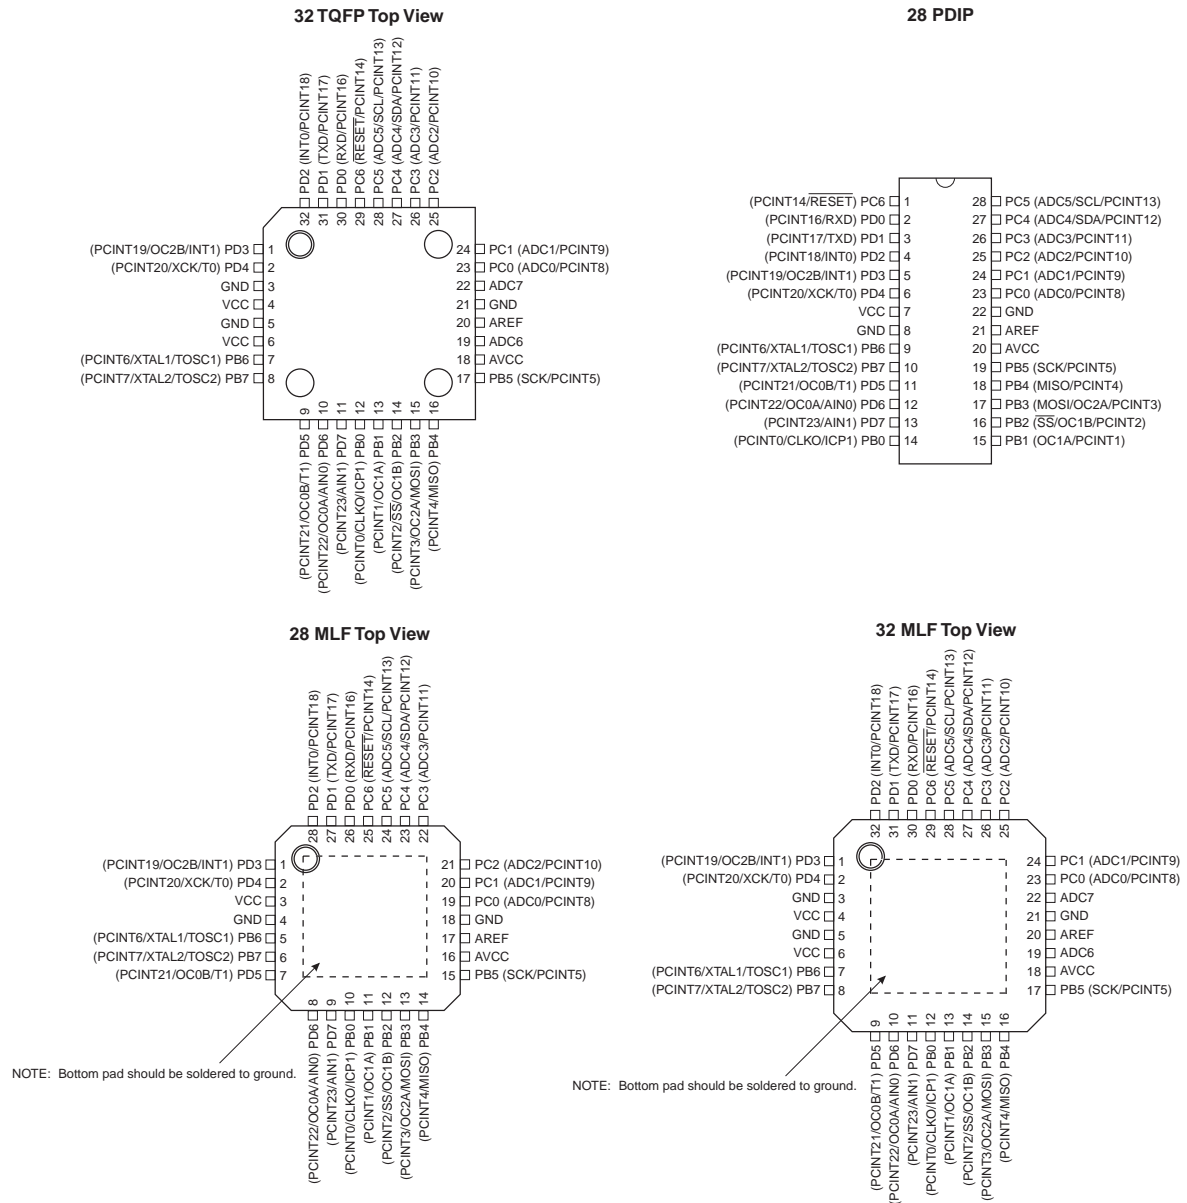 32 TQFP Top View
PD2 (INT0/PCINT18)
PD1 (TXD/PCINT17)
PD0 (RXD/PCINT16)
PC6 (RESET/PCINT14)
PC5 (ADC5/SCL/PCINT13)
PC4 (ADC4/SDA/PCINT12)
PC3 (ADC3/PCINT11)
PC2 (ADC2/PCINT10)
32 31 30 29 28 27 26 25
(PCINT19/OC2B/INT1) PD3 1
(PCINT20/XCK/T0) PD4 2
GND 3
VCC 4
GND 5
VCC 6
(PCINT6/XTAL1/TOSC1) PB6 7
(PCINT7/XTAL2/TOSC2) PB7 8
24 PC1 (ADC1/PCINT9)
23 PC0 (ADC0/PCINT8)
22 ADC7
21 GND
20 AREF
19 ADC6
18 AVCC
17 PB5 (SCK/PCINT5)
9 10 11 12 13 14 15 16
(PCINT21/OC0B/T1) PD5
(PCINT22/OC0A/AIN0) PD6
(PCINT23/AIN1) PD7
(PCINT0/CLKO/ICP1) PB0
(PCINT1/OC1A) PB1
(PCINT2/SS/OC1B) PB2
(PCINT3/OC2A/MOSI) PB3
(PCINT4/MISO) PB4
28 PDIP
(PCINT14/RESET) PC6 1
(PCINT16/RXD) PD0 2
(PCINT17/TXD) PD1 3
(PCINT18/INT0) PD2 4
(PCINT19/OC2B/INT1) PD3 5
(PCINT20/XCK/T0) PD4 6
VCC 7
GND 8
(PCINT6/XTAL1/TOSC1) PB6 9
(PCINT7/XTAL2/TOSC2) PB7 10
(PCINT21/OC0B/T1) PD5 11
(PCINT22/OC0A/AIN0) PD6 12
(PCINT23/AIN1) PD7 13
(PCINT0/CLKO/ICP1) PB0 14
28 PC5 (ADC5/SCL/PCINT13)
27 PC4 (ADC4/SDA/PCINT12)
26 PC3 (ADC3/PCINT11)
25 PC2 (ADC2/PCINT10)
24 PC1 (ADC1/PCINT9)
23 PC0 (ADC0/PCINT8)
22 GND
21 AREF
20 AVCC
19 PB5 (SCK/PCINT5)
18 PB4 (MISO/PCINT4)
17 PB3 (MOSI/OC2A/PCINT3)
16 PB2 (SS/OC1B/PCINT2)
15 PB1 (OC1A/PCINT1)
28 MLF Top View
PD2 (INT0/PCINT18)
PD1 (TXD/PCINT17)
PD0 (RXD/PCINT16)
PC6 (RESET/PCINT14)
PC5 (ADC5/SCL/PCINT13)
PC4 (ADC4/SDA/PCINT12)
PC3 (ADC3/PCINT11)
28 27 26 25 24 23 22
(PCINT19/OC2B/INT1) PD3 1
(PCINT20/XCK/T0) PD4 2
VCC 3
GND 4
(PCINT6/XTAL1/TOSC1) PB6 5
(PCINT7/XTAL2/TOSC2) PB7 6
(PCINT21/OC0B/T1) PD5 7
21 PC2 (ADC2/PCINT10)
20 PC1 (ADC1/PCINT9)
19 PC0 (ADC0/PCINT8)
18 GND
17 AREF
16 AVCC
15 PB5 (SCK/PCINT5)
8 9 10 11 12 13 14
(PCINT22/OC0A/AIN0) PD6
(PCINT23/AIN1) PD7
(PCINT0/CLKO/ICP1) PB0
(PCINT1/OC1A) PB1
(PCINT2/SS/OC1B) PB2
(PCINT3/OC2A/MOSI) PB3
(PCINT4/MISO) PB4
NOTE: Bottom pad should be soldered to ground.
32 MLF Top View
PD2 (INT0/PCINT18)
PD1 (TXD/PCINT17)
PD0 (RXD/PCINT16)
PC6 (RESET/PCINT14)
PC5 (ADC5/SCL/PCINT13)
PC4 (ADC4/SDA/PCINT12)
PC3 (ADC3/PCINT11)
PC2 (ADC2/PCINT10)
32 31 30 29 28 27 26 25
(PCINT19/OC2B/INT1) PD3 1
(PCINT20/XCK/T0) PD4 2
GND 3
VCC 4
GND 5
VCC 6
(PCINT6/XTAL1/TOSC1) PB6 7
(PCINT7/XTAL2/TOSC2) PB7 8
24 PC1 (ADC1/PCINT9)
23 PC0 (ADC0/PCINT8)
22 ADC7
21 GND
20 AREF
19 ADC6
18 AVCC
17 PB5 (SCK/PCINT5)
9 10 11 12 13 14 15 16
(PCINT21/OC0B/T1) PD5
(PCINT22/OC0A/AIN0) PD6
(PCINT23/AIN1) PD7
(PCINT0/CLKO/ICP1) PB0
(PCINT1/OC1A) PB1
(PCINT2/SS/OC1B) PB2
(PCINT3/OC2A/MOSI) PB3
(PCINT4/MISO) PB4
NOTE: Bottom pad should be soldered to ground.